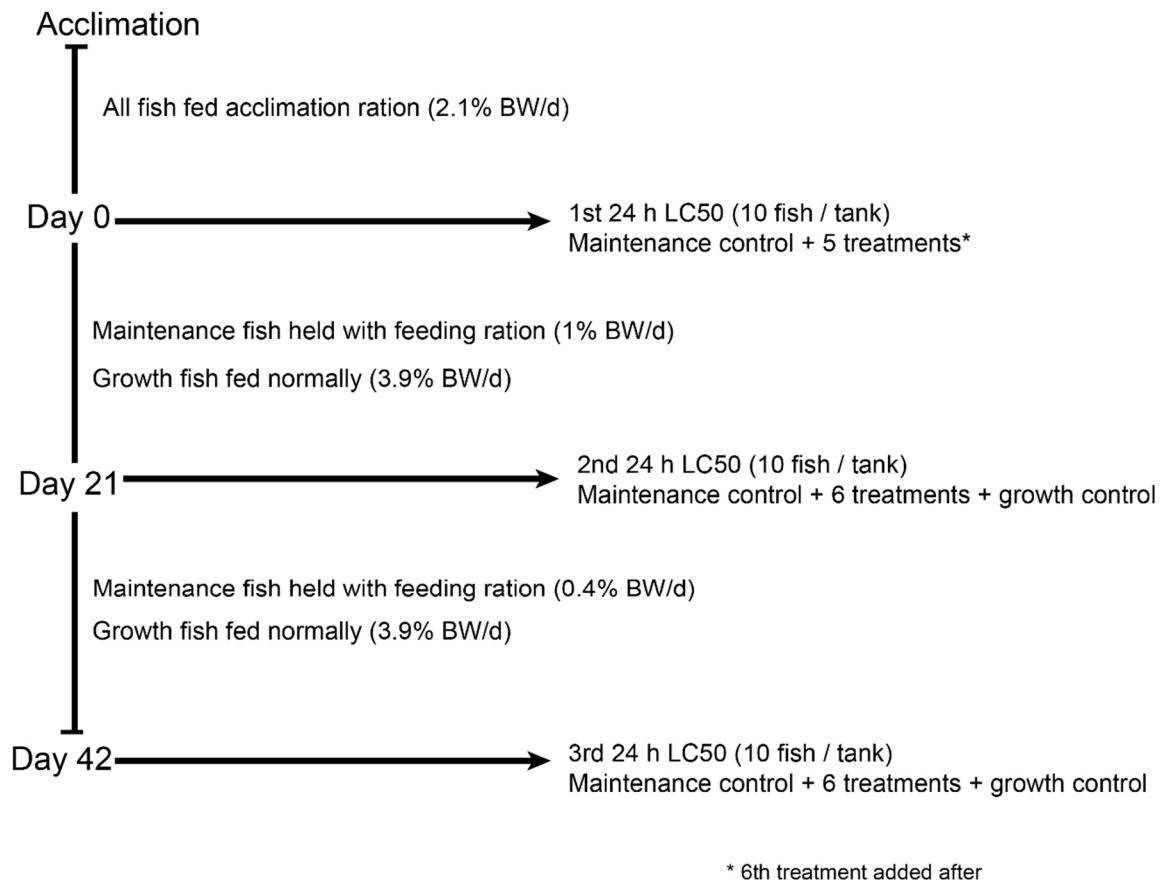 Acclimation
All fish fed acclimation ration (2.1% BW/d)
Day 0
1st 24 h LC50 (10 fish / tank)
Maintenance control + 5 treatments*
Maintenance fish held with feeding ration (1% BW/d)
Growth fish fed normally (3.9% BW/d)
Day 21
2nd 24 h LC50 (10 fish / tank)
Maintenance control + 6 treatments + growth control
Maintenance fish held with feeding ration (0.4% BW/d)
Growth fish fed normally (3.9% BW/d)
Day 42
3rd 24 h LC50 (10 fish / tank)
Maintenance control + 6 treatments + growth control
* 6th treatment added after